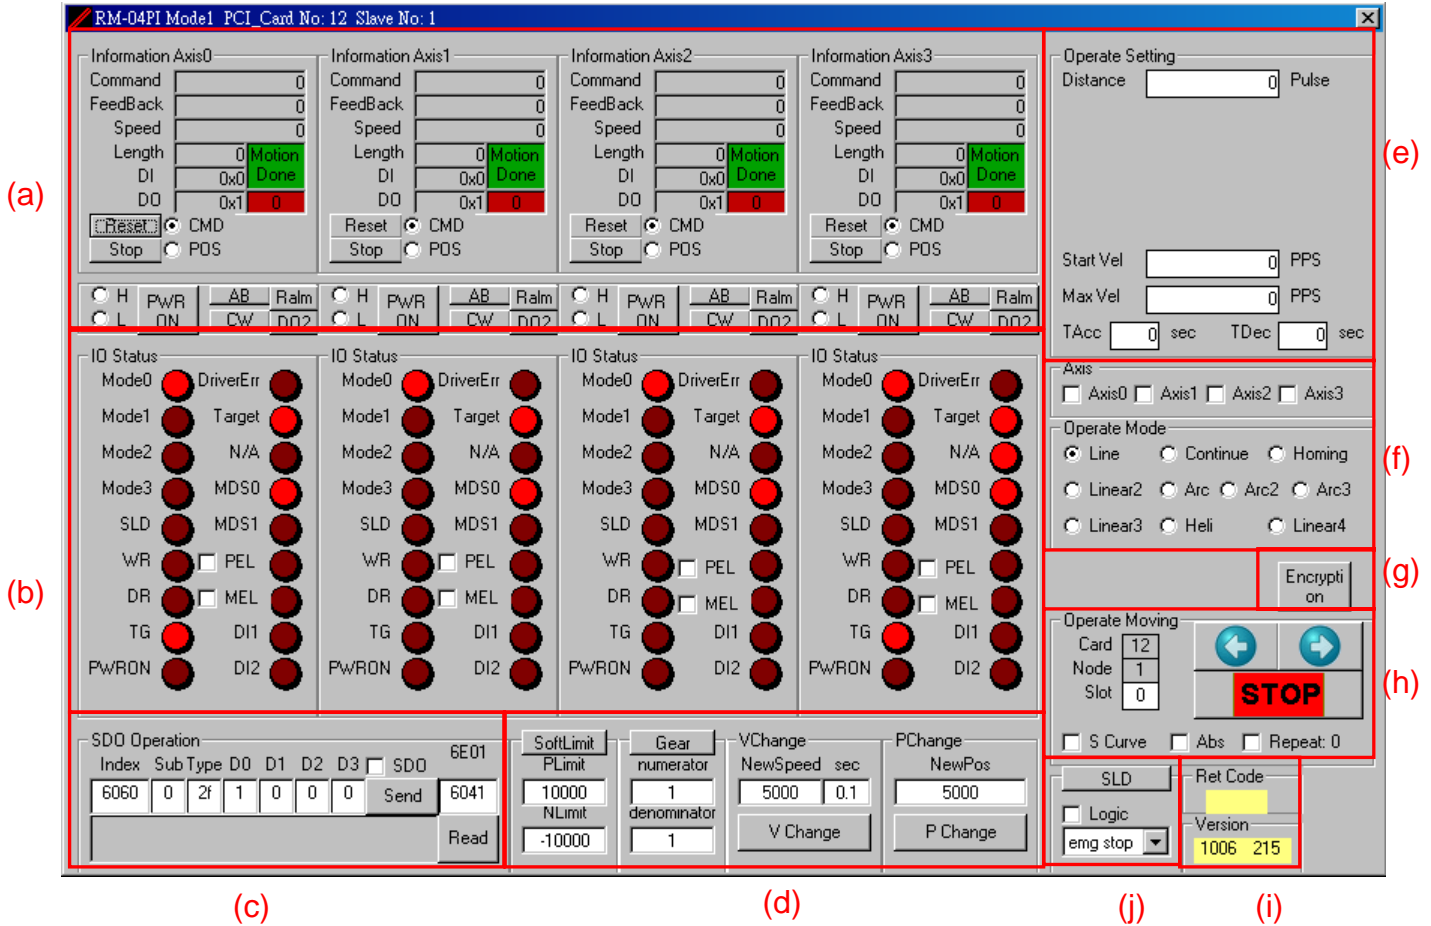 RM-04PI Mode1 PCI_Card No: 12 Slave No: 1
Information Axis0 Information Axis1 Information Axis2 Information Axis3
Command 0 Command 0 Command 0 Command 0
FeedBack 0 FeedBack 0 FeedBack 0 FeedBack 0
Speed 0 Speed 0 Speed 0 Speed 0
Length 0 Motion Length 0 Motion Length 0 Motion Length 0 Motion
DI 0x0 Done DI 0x0 Done DI 0x0 Done DI 0x0 Done
DO 0x1 0 DO 0x1 0 DO 0x1 0 DO 0x1 0
Reset CMD Reset CMD Reset CMD Reset CMD
Stop POS Stop POS Stop POS Stop POS
H PWR AB Ralm H PWR AB Ralm H PWR AB Ralm H PWR AB Ralm
L ON CW DO2 L ON CW DO2 L ON CW DO2 L ON CW DO2
(a)
Operate Setting
Distance 0 Pulse
Start Vel 0 PPS
Max Vel 0 PPS
TAcc 0 sec TDec 0 sec
(e)
IO Status IO Status IO Status IO Status
Mode0 DriverErr Mode0 DriverErr Mode0 DriverErr Mode0 DriverErr
Mode1 Target Mode1 Target Mode1 Target Mode1 Target
Mode2 N/A Mode2 N/A Mode2 N/A Mode2 N/A
Mode3 MDS0 Mode3 MDS0 Mode3 MDS0 Mode3 MDS0
SLD MDS1 SLD MDS1 SLD MDS1 SLD MDS1
WR PEL WR PEL WR PEL WR PEL
DR MEL DR MEL DR MEL DR MEL
TG DI1 TG DI1 TG DI1 TG DI1
PWRON DI2 PWRON DI2 PWRON DI2 PWRON DI2
(b)
Axis
Axis0 Axis1 Axis2 Axis3
Operate Mode
Line Continue Homing
Linear2 Arc Arc2 Arc3
Linear3 Heli Linear4
(f)
Encrypti
on
(g)
Operate Moving
Card 12
Node 1
Slot 0
STOP
S Curve Abs Repeat: 0
(h)
SDO Operation 6E01
Index Sub Type D0 D1 D2 D3 SDO
6060 0 2f 1 0 0 0 Send 6041
Read
(c)
SoftLimit Gear VChange PChange
PLimit numerator NewSpeed sec NewPos
10000 1 5000 0.1 5000
NLimit denominator
-10000 1 V Change P Change
(d)
SLD
Logic
emg stop
(j)
Ret Code
Version
1006 215
(i)